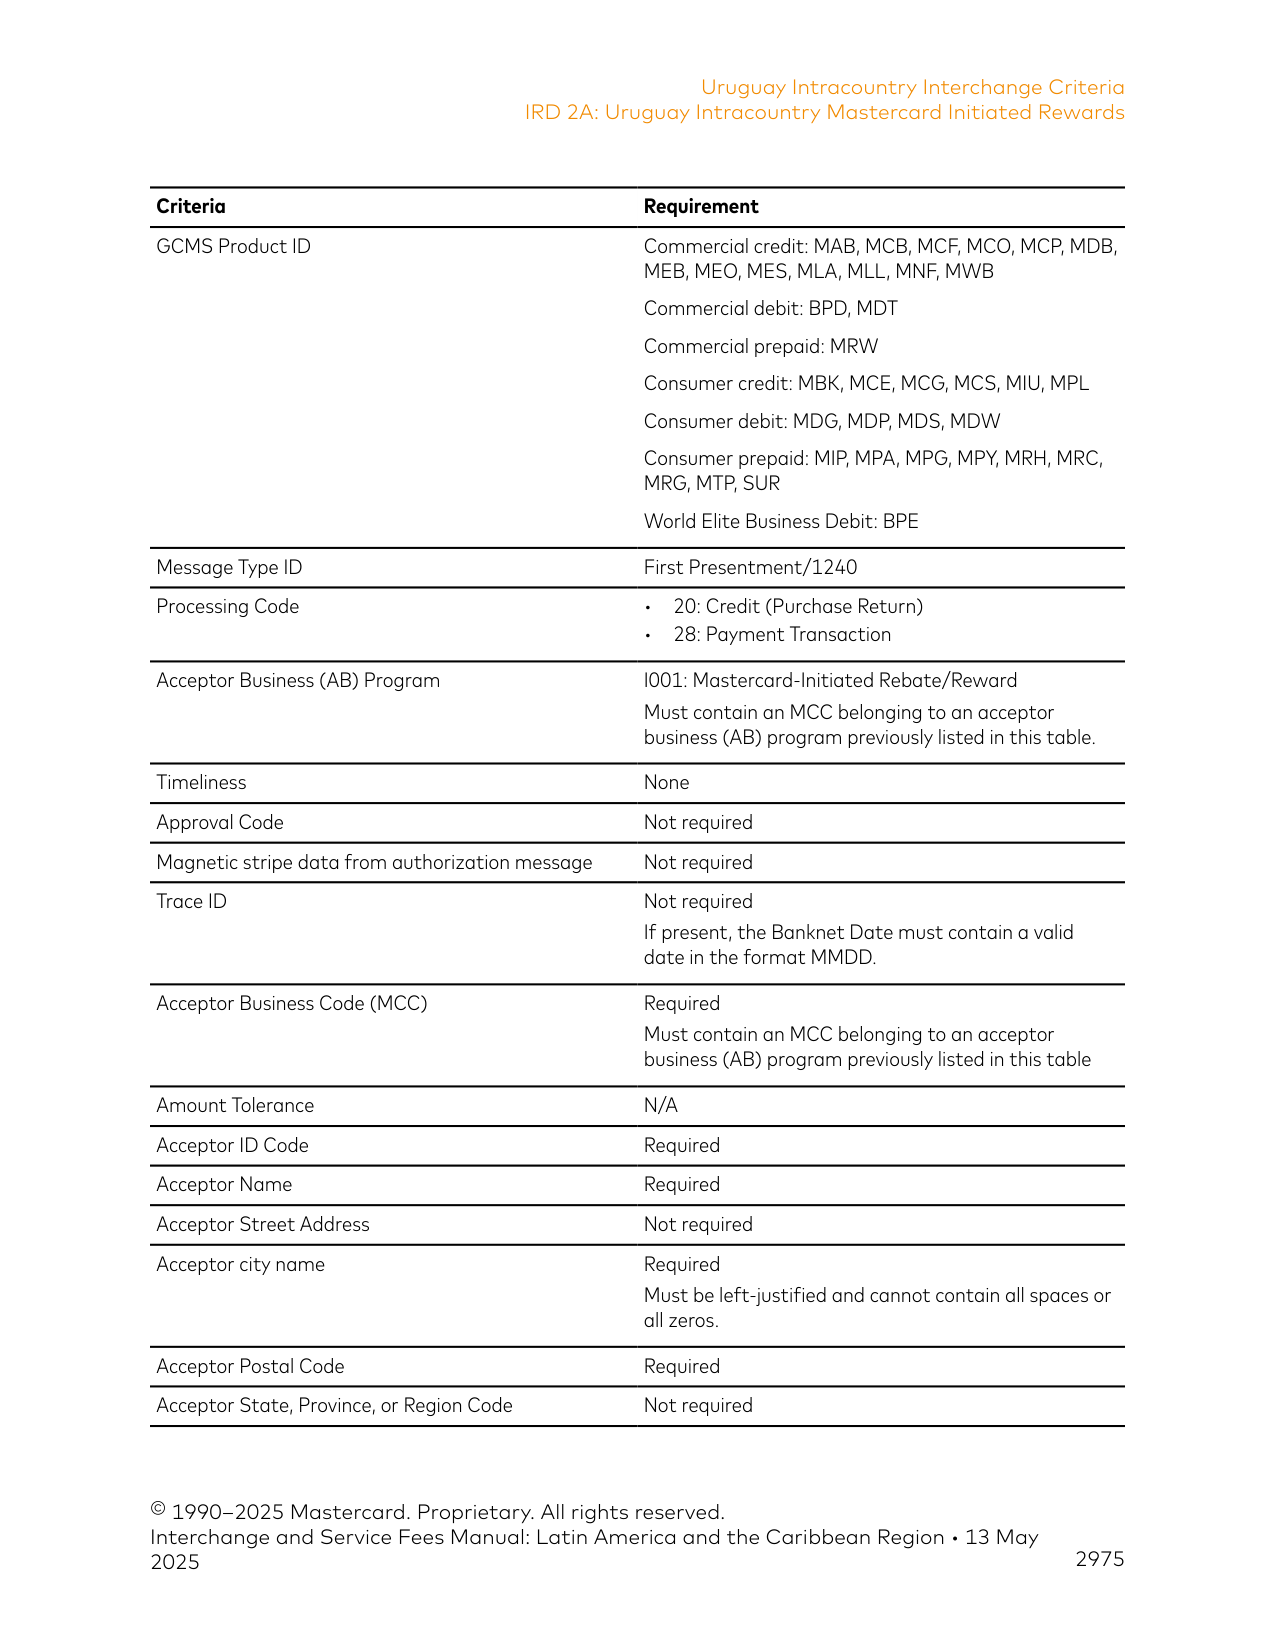 Uruguay Intracountry Interchange Criteria
IRD 2A: Uruguay Intracountry Mastercard Initiated Rewards
Criteria Requirement
GCMS Product ID Commercial credit: MAB, MCB, MCF, MCO, MCP, MDB,
MEB, MEO, MES, MLA, MLL, MNF, MWB
Commercial debit: BPD, MDT
Commercial prepaid: MRW
Consumer credit: MBK, MCE, MCG, MCS, MIU, MPL
Consumer debit: MDG, MDP, MDS, MDW
Consumer prepaid: MIP, MPA, MPG, MPY, MRH, MRC,
MRG, MTP, SUR
World Elite Business Debit: BPE
Message Type ID First Presentment/1240
Processing Code • 20: Credit (Purchase Return)
• 28: Payment Transaction
Acceptor Business (AB) Program I001: Mastercard-Initiated Rebate/Reward
Must contain an MCC belonging to an acceptor
business (AB) program previously listed in this table.
Timeliness None
Approval Code Not required
Magnetic stripe data from authorization message Not required
Trace ID Not required
If present, the Banknet Date must contain a valid
date in the format MMDD.
Acceptor Business Code (MCC) Required
Must contain an MCC belonging to an acceptor
business (AB) program previously listed in this table
Amount Tolerance N/A
Acceptor ID Code Required
Acceptor Name Required
Acceptor Street Address Not required
Acceptor city name Required
Must be left-justified and cannot contain all spaces or
all zeros.
Acceptor Postal Code Required
Acceptor State, Province, or Region Code Not required
© 1990–2025 Mastercard. Proprietary. All rights reserved.
Interchange and Service Fees Manual: Latin America and the Caribbean Region • 13 May
2025 2975